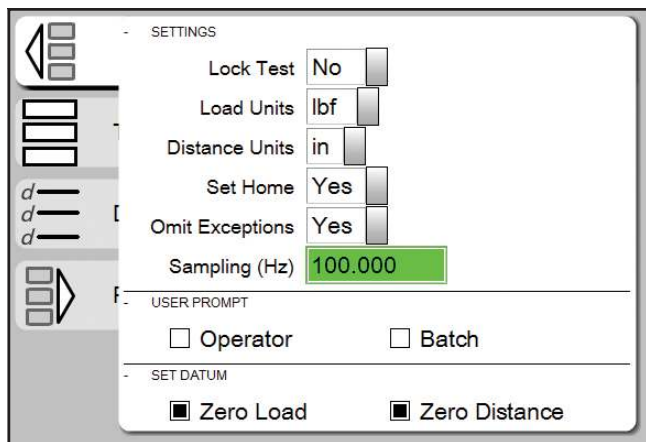 - SETTINGS
Lock Test No
Load Units lbf
Distance Units in
Set Home Yes
Omit Exceptions Yes
Sampling (Hz) 100.000
- USER PROMPT
Operator Batch
- SET DATUM
Zero Load Zero Distance
d
d
d